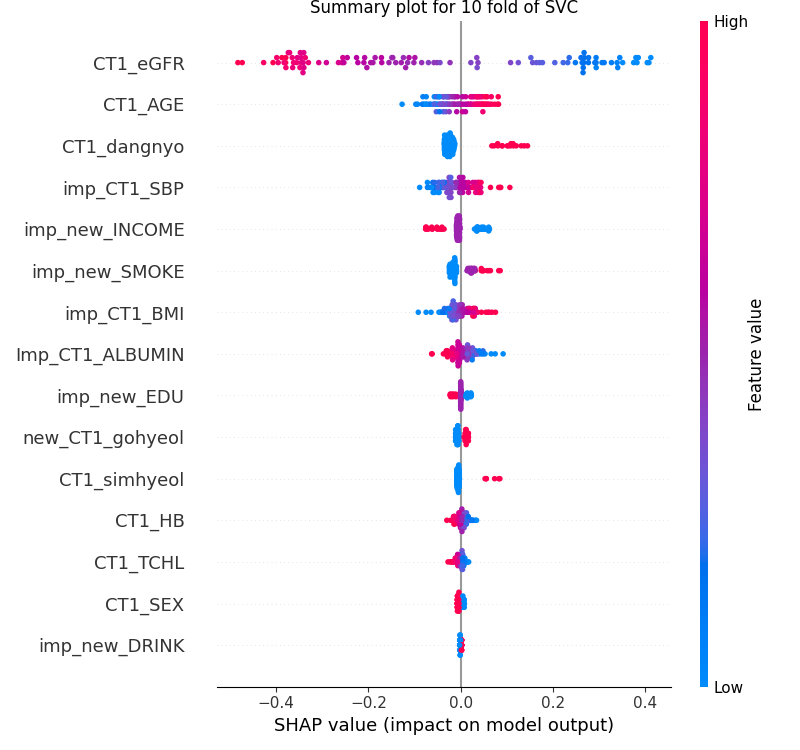 Summary plot for 10 fold of SVC
High
CT1_eGFR
CT1_AGE
CT1_dangnyo
imp_CT1_SBP
imp_new_INCOME
imp_new_SMOKE
imp_CT1_BMI
Imp_CT1_ALBUMIN
imp_new_EDU
new_CT1_gohyeol
CT1_simhyeol
CT1_HB
CT1_TCHL
CT1_SEX
imp_new_DRINK
Feature value
Low
−0.4 −0.2 0.0 0.2 0.4
SHAP value (impact on model output)